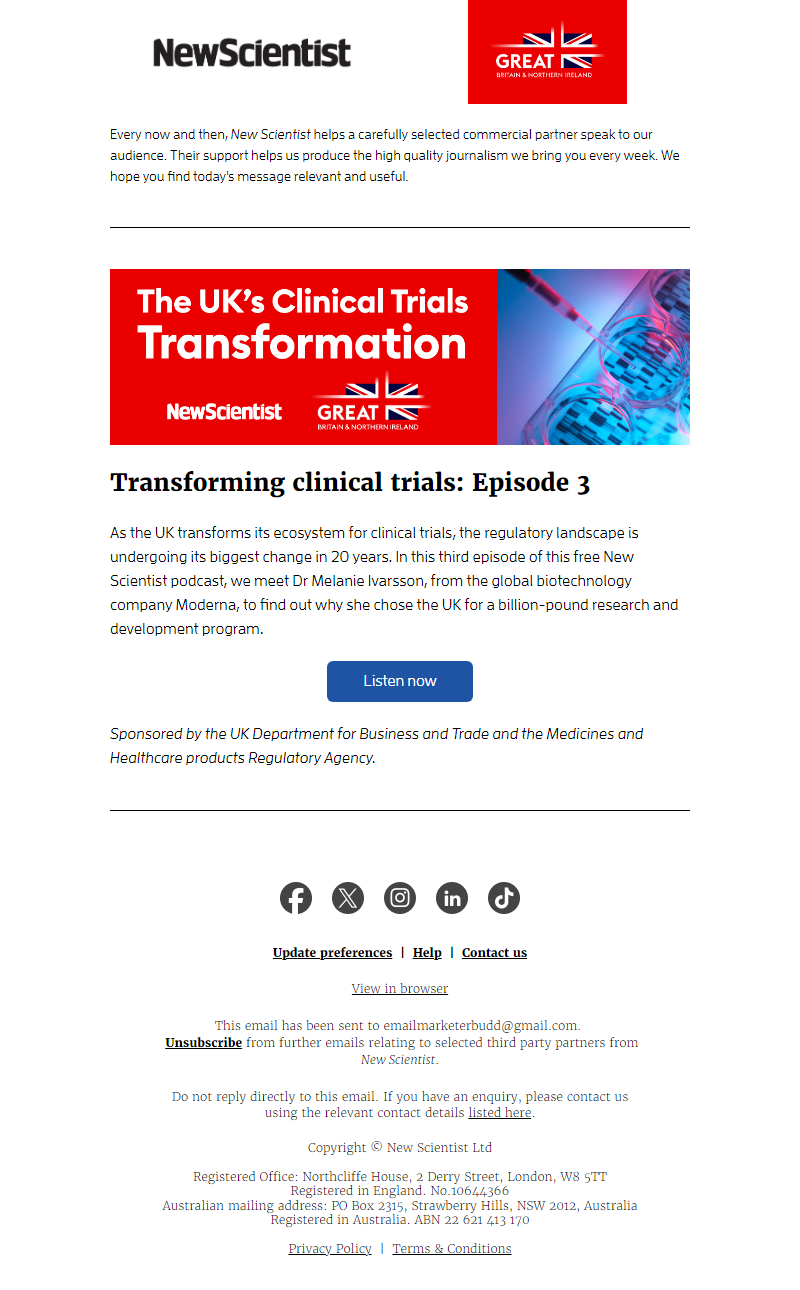 NewScientist
GREAT
BRITAIN & NORTHERN IRELAND
Every now and then, New Scientist helps a carefully selected commercial partner speak to our
audience. Their support helps us produce the high quality journalism we bring you every week. We
hope you find today's message relevant and useful.
The UK's Clinical Trials
Transformation
NewScientist
GREAT
BRITAIN & NORTHERN IRELAND
Transforming clinical trials: Episode 3
As the UK transforms its ecosystem for clinical trials, the regulatory landscape is
undergoing its biggest change in 20 years. In this third episode of this free New
Scientist podcast, we meet Dr Melanie Ivarsson, from the global biotechnology
company Moderna, to find out why she chose the UK for a billion-pound research and
development program.
Listen now
Sponsored by the UK Department for Business and Trade and the Medicines and
Healthcare products Regulatory Agency.
Update preferences | Help | Contact us
View in browser
This email has been sent to emailmarketerbudd@gmail.com.
Unsubscribe from further emails relating to selected third party partners from
New Scientist.
Do not reply directly to this email. If you have an enquiry, please contact us
using the relevant contact details listed here.
Copyright © New Scientist Ltd
Registered Office: Northcliffe House, 2 Derry Street, London, W8 5TT
Registered in England. No.10644366
Australian mailing address: PO Box 2315, Strawberry Hills, NSW 2012, Australia
Registered in Australia. ABN 22 621 413 170
Privacy Policy | Terms & Conditions